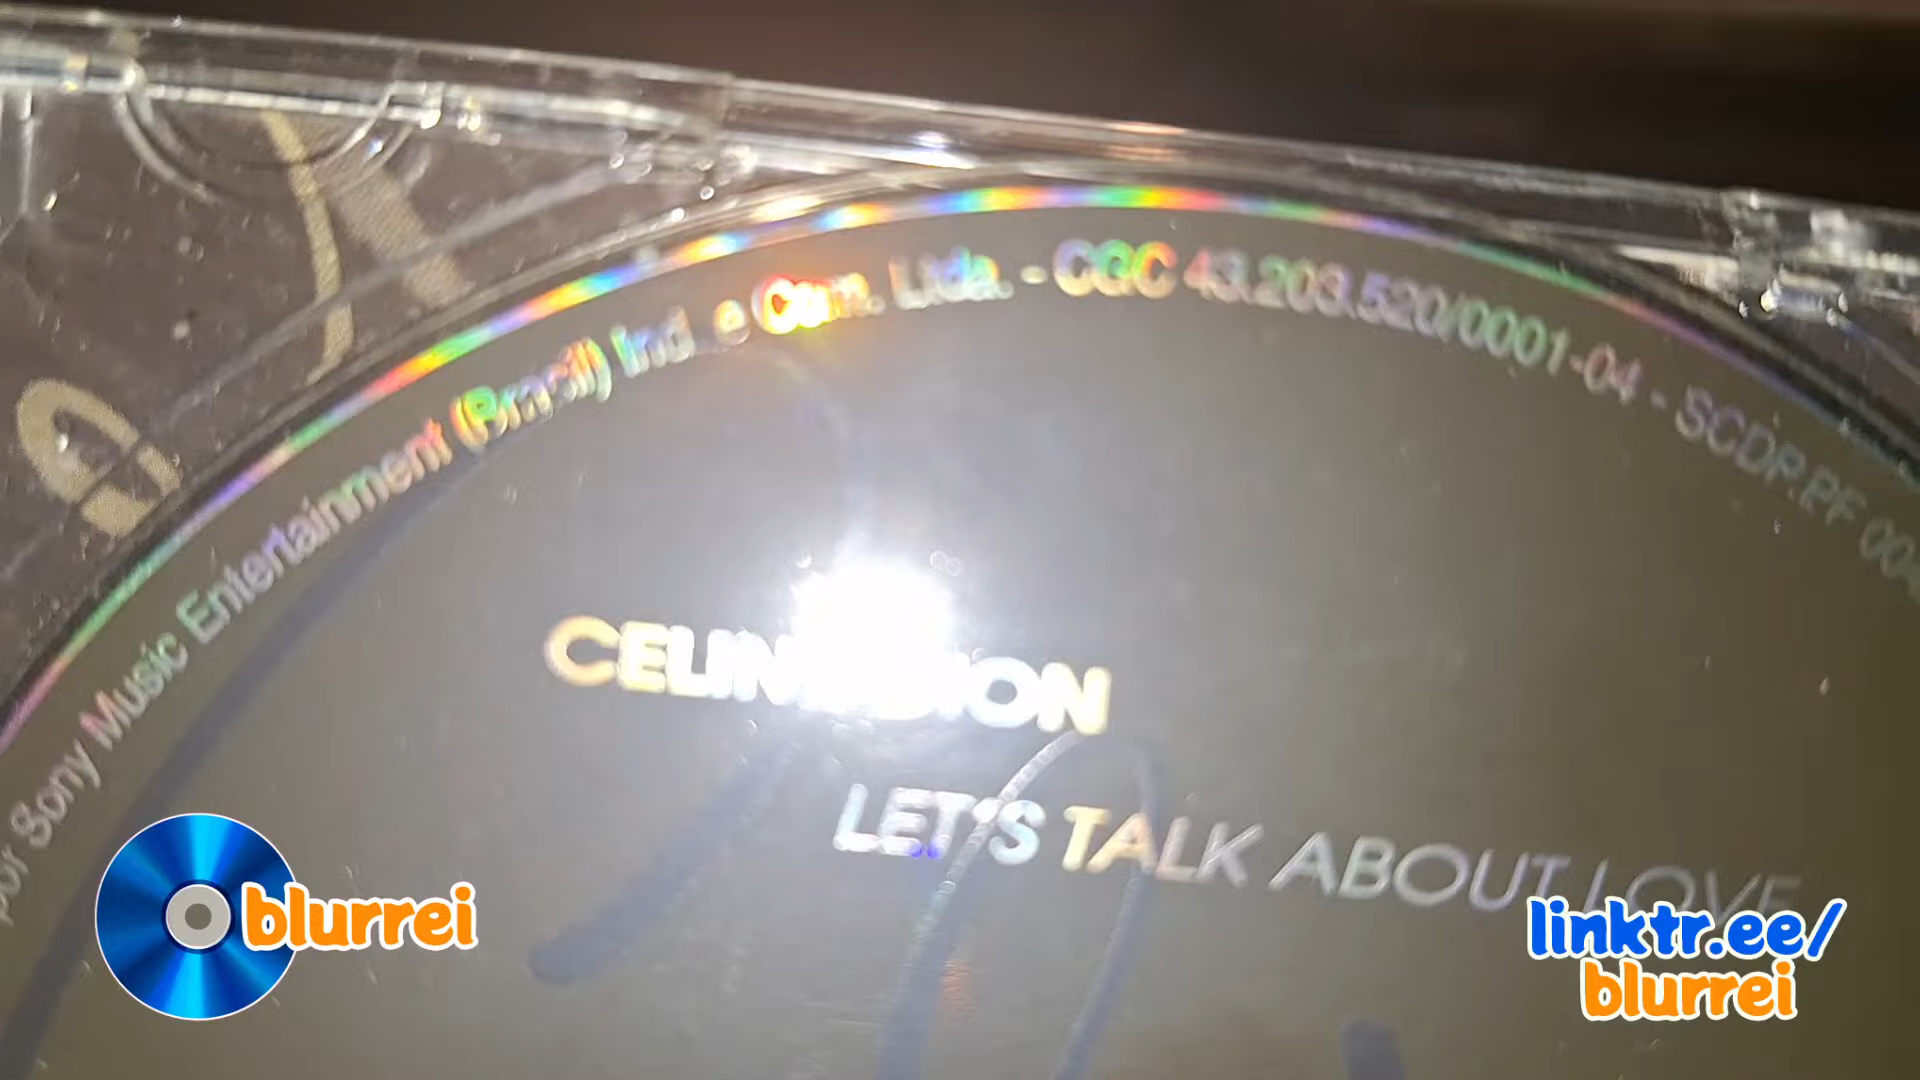 por Sony Music Entertainment (Brasil) Ind. e Com. Ltda. - CGC 43.203.520/0001-04 - SCDP.PF 004
CELINE DION
LET'S TALK ABOUT LOVE
blurrei
linktr.ee/
blurrei